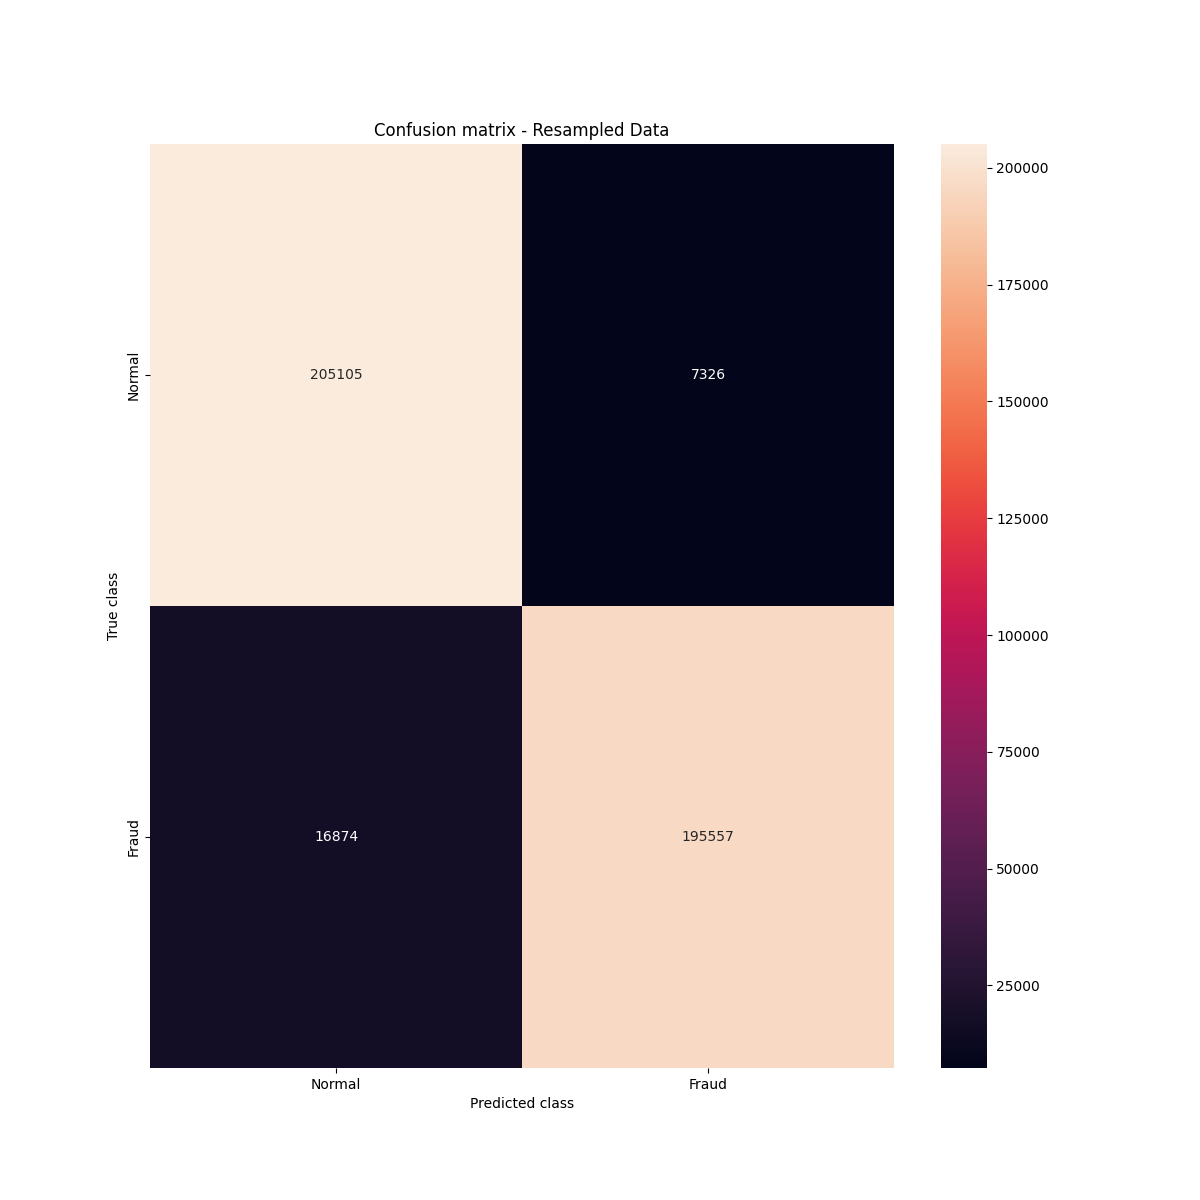 Confusion matrix - Resampled Data
True class
Normal
Fraud
205105
7326
16874
195557
Normal
Fraud
Predicted class
200000
175000
150000
125000
100000
75000
50000
25000